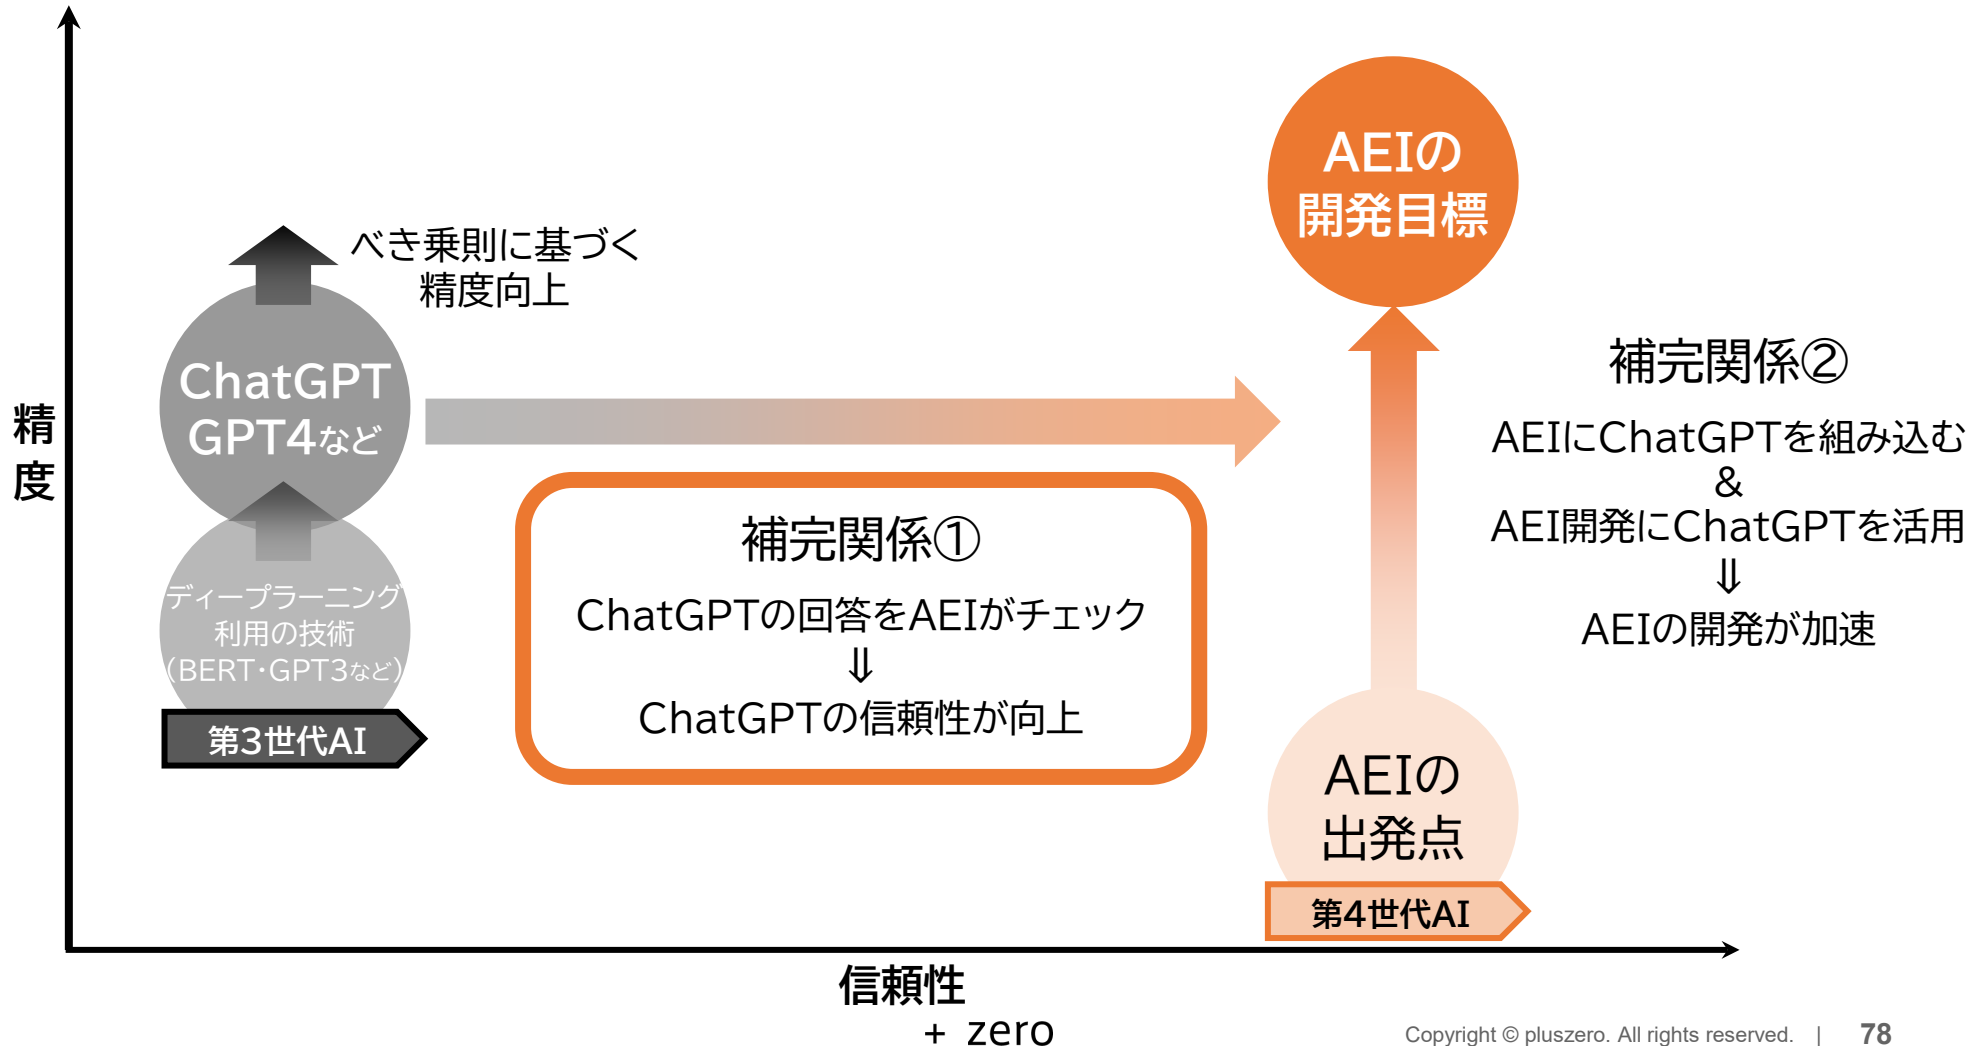 べき乗則に基づく
精度向上
ChatGPT
GPT4など
ディープラーニング
利用の技術
(BERT・GPT3など)
第3世代AI
精
度
補完関係①
ChatGPTの回答をAEIがチェック
⇓
ChatGPTの信頼性が向上
AEIの
開発目標
AEIの
出発点
第4世代AI
補完関係②
AEIにChatGPTを組み込む
&
AEI開発にChatGPTを活用
⇓
AEIの開発が加速
信頼性
+ zero
Copyright © pluszero. All rights reserved. | 78